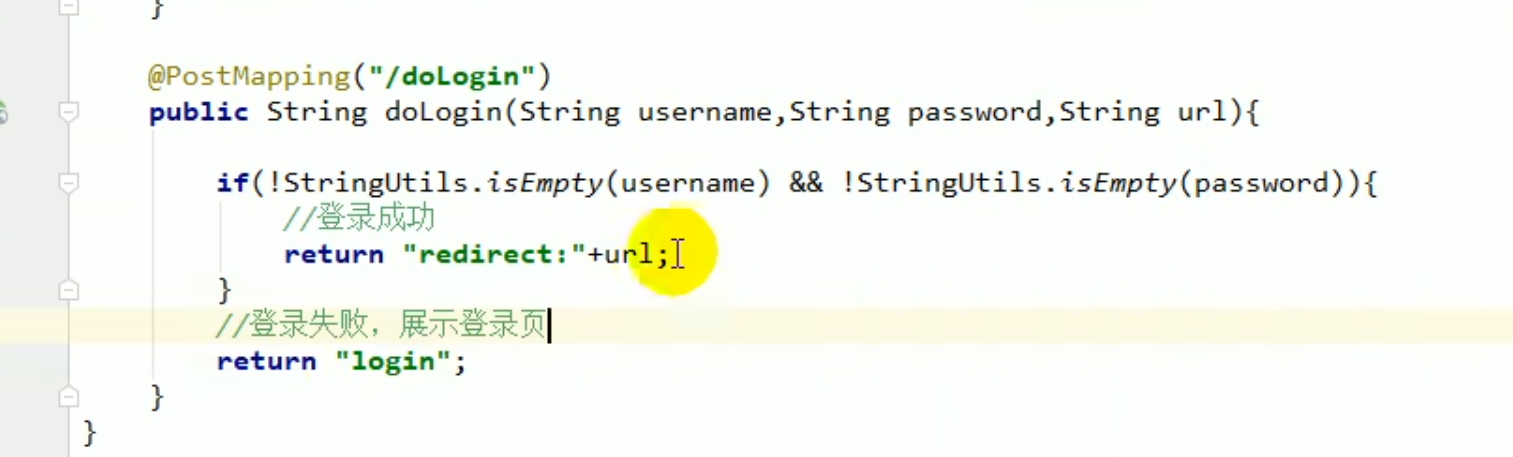 }
@PostMapping("/doLogin")
public String doLogin(String username,String password,String url){
if(!StringUtils.isEmpty(username) && !StringUtils.isEmpty(password)){
//登录成功
return "redirect:"+url;
}
//登录失败，展示登录页
return "login";
}
}